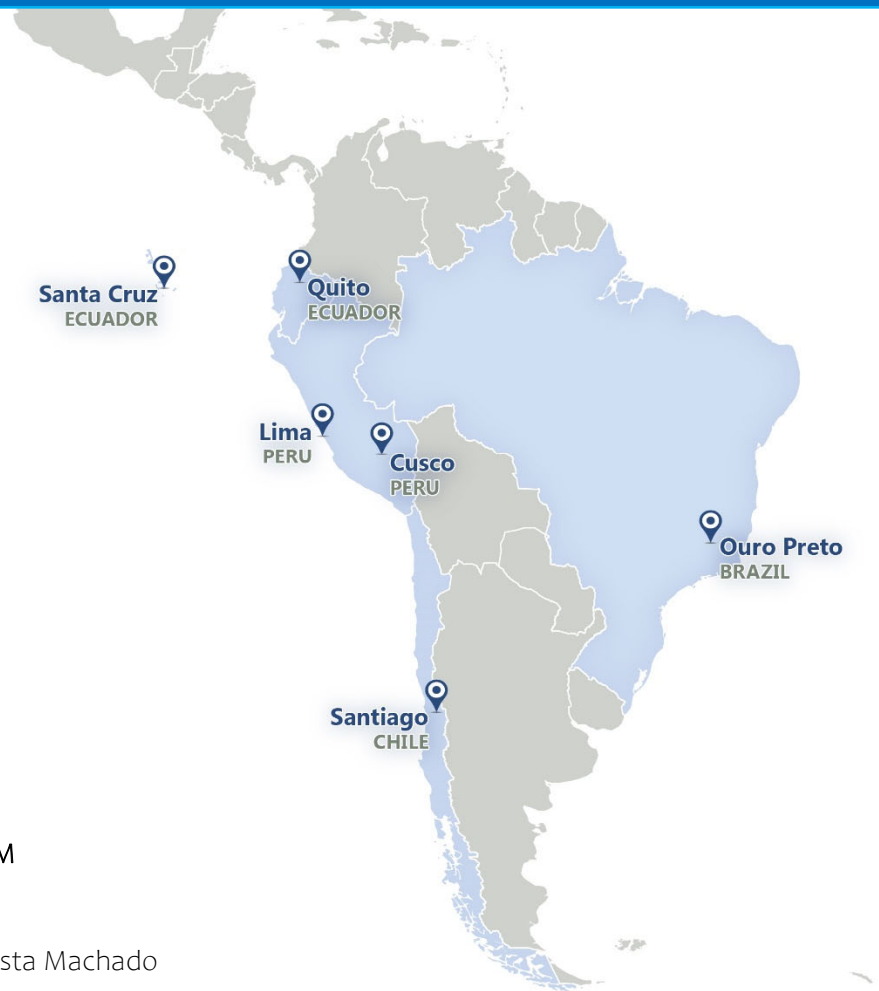 Santa Cruz
ECUADOR
Quito
ECUADOR
Lima
PERU
Cusco
PERU
Ouro Preto
BRAZIL
Santiago
CHILE
M
sta Machado